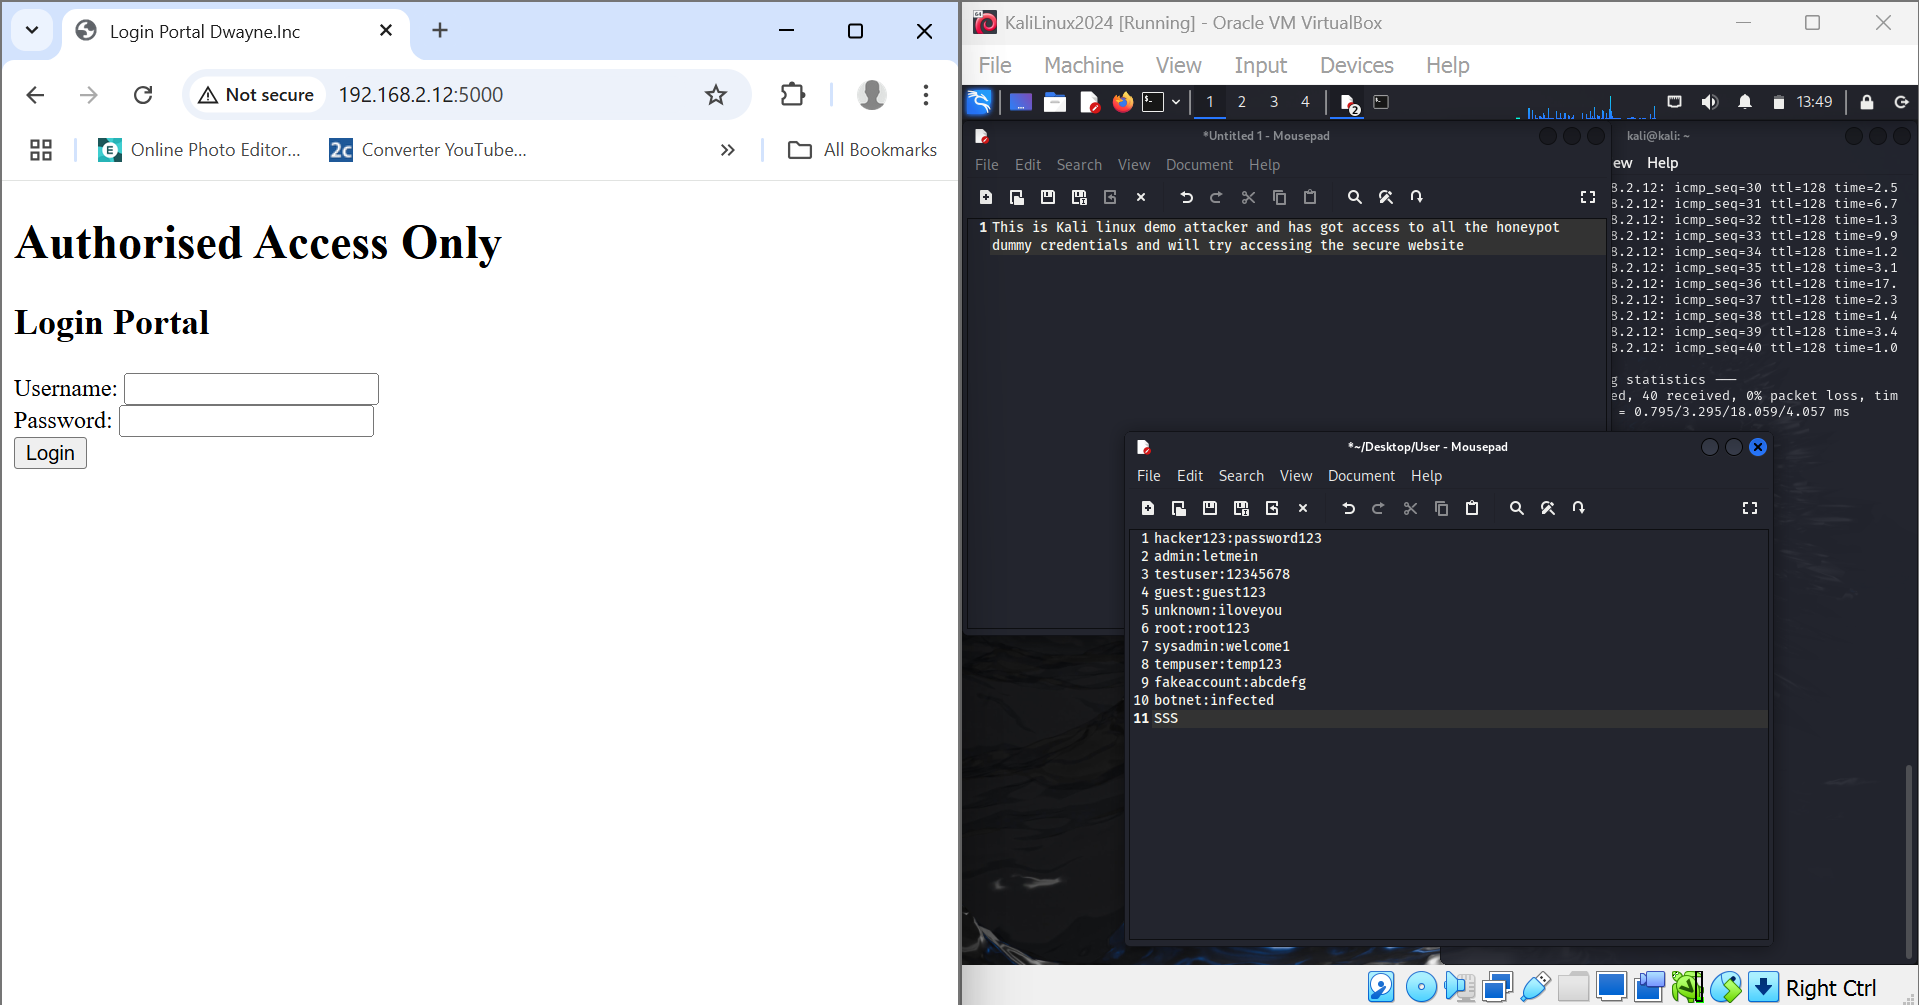 Login Portal Dwayne.Inc
Not secure 192.168.2.12:5000
Online Photo Editor... 2c Converter YouTube... All Bookmarks
Authorised Access Only
Login Portal
Username:
Password:
Login
KaliLinux2024 [Running] - Oracle VM VirtualBox
File Machine View Input Devices Help
1 2 3 4 2 13:49
*Untitled 1 - Mousepad
File Edit Search View Document Help
1 This is Kali linux demo attacker and has got access to all the honeypot
dummy credentials and will try accessing the secure website
kali@kali: ~
ew Help
8.2.12: icmp_seq=30 ttl=128 time=2.5
8.2.12: icmp_seq=31 ttl=128 time=6.7
8.2.12: icmp_seq=32 ttl=128 time=1.3
8.2.12: icmp_seq=33 ttl=128 time=9.9
8.2.12: icmp_seq=34 ttl=128 time=1.2
8.2.12: icmp_seq=35 ttl=128 time=3.1
8.2.12: icmp_seq=36 ttl=128 time=17.
8.2.12: icmp_seq=37 ttl=128 time=2.3
8.2.12: icmp_seq=38 ttl=128 time=1.4
8.2.12: icmp_seq=39 ttl=128 time=3.4
8.2.12: icmp_seq=40 ttl=128 time=1.0
g statistics ---
ed, 40 received, 0% packet loss, tim
= 0.795/3.295/18.059/4.057 ms
*~/Desktop/User - Mousepad
File Edit Search View Document Help
1 hacker123:password123
2 admin:letmein
3 testuser:12345678
4 guest:guest123
5 unknown:iloveyou
6 root:root123
7 sysadmin:welcome1
8 tempuser:temp123
9 fakeaccount:abcdefg
10 botnet:infected
11 SSS
Right Ctrl